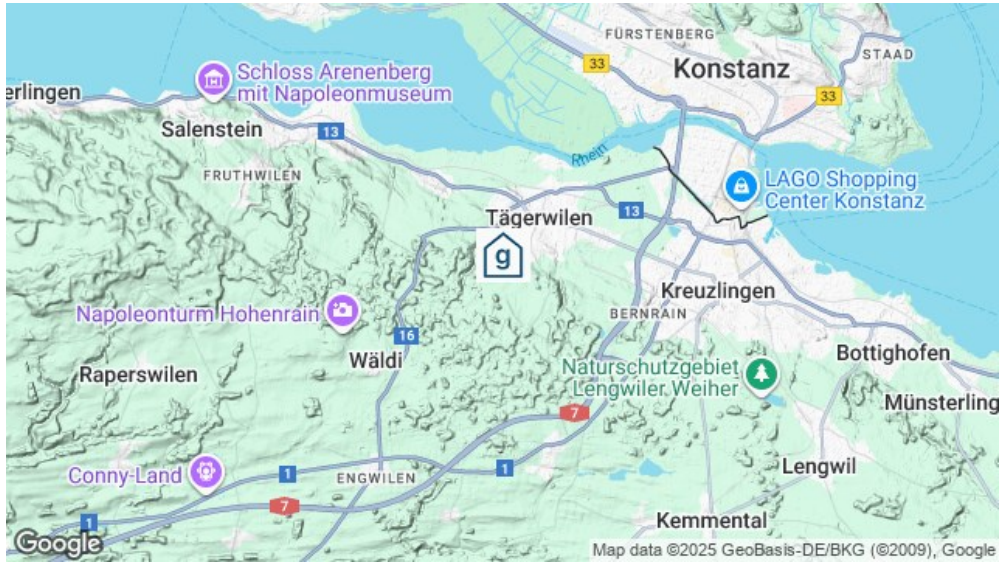 FÜRSTENBERG
STAAD
33
Konstanz
Schloss Arenenberg
mit Napoleonmuseum
erlingen
33
Salenstein
13
Rhein
FRUTHWILEN
LAGO Shopping
Center Konstanz
13
Tägerwilen
g
Kreuzlingen
Napoleonturm Hohenrain
BERNRAIN
16
Wäldi
Bottighofen
Naturschutzgebiet
Lengwiler Weiher
Raperswilen
Münsterling
7
Lengwil
Conny-Land
1
1
ENGWILEN
7
1
Kemmental
Google
Map data ©2025 GeoBasis-DE/BKG (©2009), Google